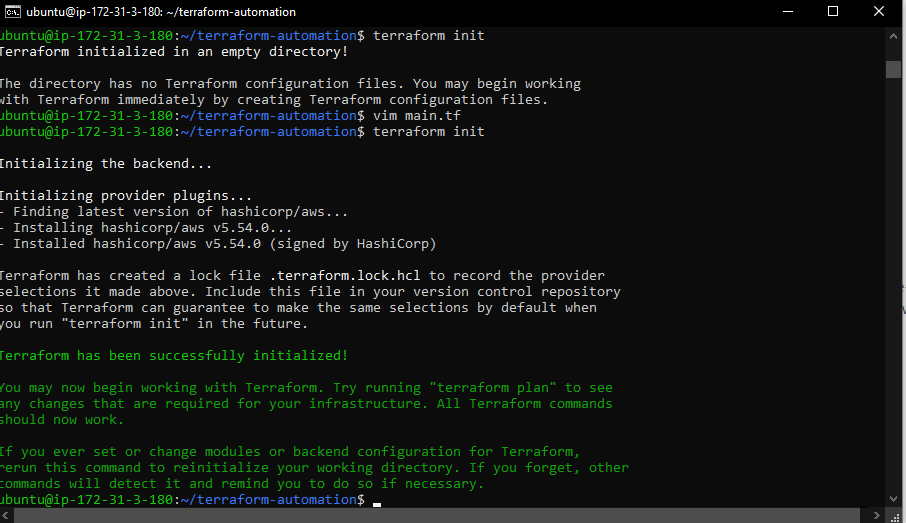 ubuntu@ip-172-31-3-180: ~/terraform-automation
ubuntu@ip-172-31-3-180:~/terraform-automation$ terraform init
Terraform initialized in an empty directory!
The directory has no Terraform configuration files. You may begin working
with Terraform immediately by creating Terraform configuration files.
ubuntu@ip-172-31-3-180:~/terraform-automation$ vim main.tf
ubuntu@ip-172-31-3-180:~/terraform-automation$ terraform init
Initializing the backend...
Initializing provider plugins...
- Finding latest version of hashicorp/aws...
- Installing hashicorp/aws v5.54.0...
- Installed hashicorp/aws v5.54.0 (signed by HashiCorp)
Terraform has created a lock file .terraform.lock.hcl to record the provider
selections it made above. Include this file in your version control repository
so that Terraform can guarantee to make the same selections by default when
you run "terraform init" in the future.
Terraform has been successfully initialized!
You may now begin working with Terraform. Try running "terraform plan" to see
any changes that are required for your infrastructure. All Terraform commands
should now work.
If you ever set or change modules or backend configuration for Terraform,
rerun this command to reinitialize your working directory. If you forget, other
commands will detect it and remind you to do so if necessary.
ubuntu@ip-172-31-3-180:~/terraform-automation$